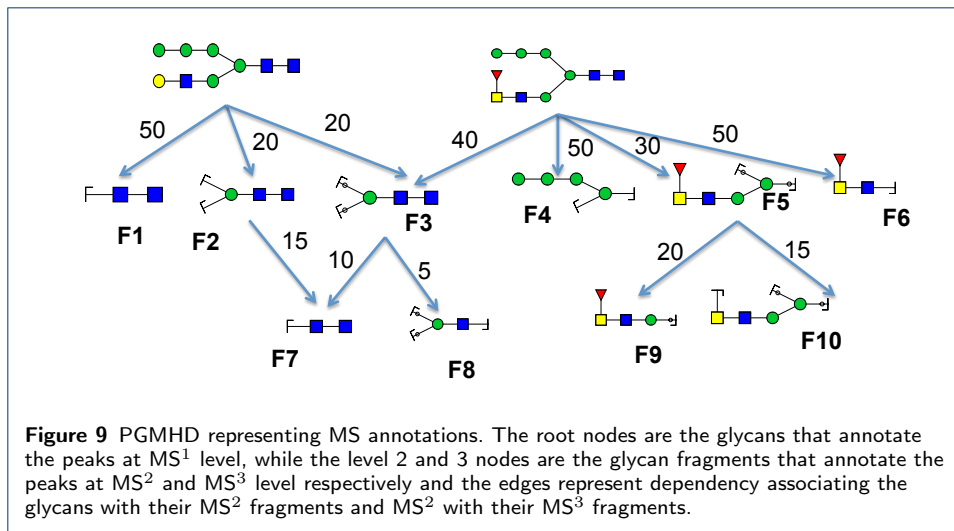 50
20
20
40
50
30
50
F1
F2
F3
F4
F5
F6
15
10
5
20
15
F7
F8
F9
F10
Figure 9 PGMHD representing MS annotations. The root nodes are the glycans that annotate
the peaks at MS¹ level, while the level 2 and 3 nodes are the glycan fragments that annotate the
peaks at MS² and MS³ level respectively and the edges represent dependency associating the
glycans with their MS² fragments and MS² with their MS³ fragments.